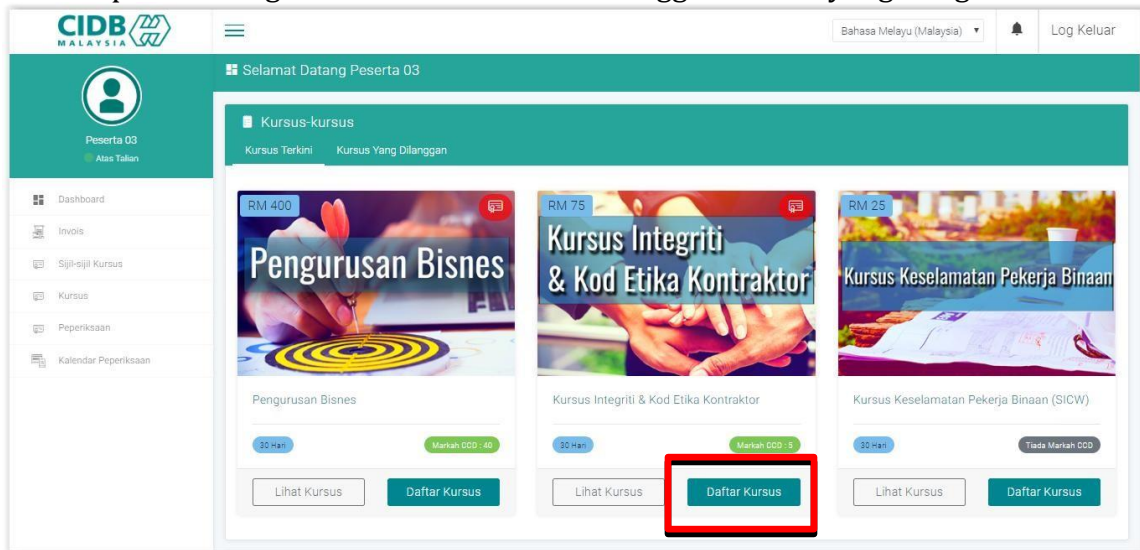 CIDB
MALAYSIA
Bahasa Melayu (Malaysia)
Log Keluar
Selamat Datang Peserta 03
Peserta 03
Atas Talian
Dashboard
Invois
Sijil-sijil Kursus
Kursus
Peperiksaan
Kalendar Peperiksaan
Kursus-kursus
Kursus Terkini Kursus Yang Dilanggan
RM 400
Pengurusan Bisnes
Pengurusan Bisnes
30 Hari Markah CCD : 40
Lihat Kursus Daftar Kursus
RM 75
Kursus Integriti
& Kod Etika Kontraktor
Kursus Integriti & Kod Etika Kontraktor
30 Hari Markah CCD : 5
Lihat Kursus Daftar Kursus
RM 25
Kursus Keselamatan Pekerja Binaan
Kursus Keselamatan Pekerja Binaan (SICW)
30 Hari Tiada Markah CCD
Lihat Kursus Daftar Kursus